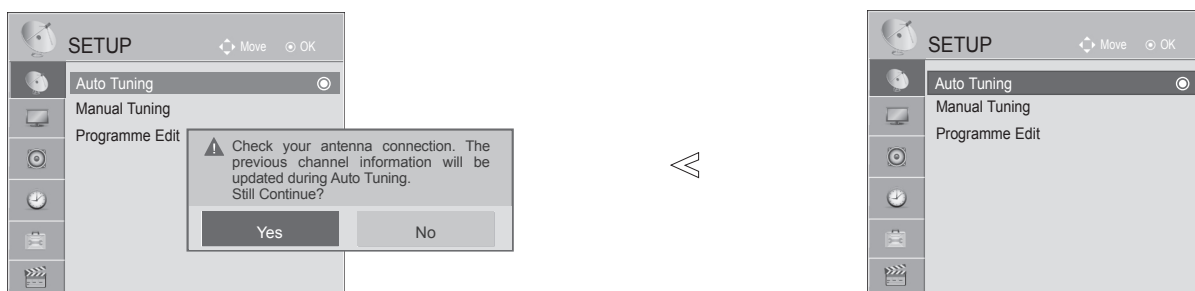 SETUP
Move OK
Auto Tuning
Manual Tuning
Programme Edit
Check your antenna connection. The
previous channel information will be
updated during Auto Tuning.
Still Continue?
Yes No
SETUP
Move OK
Auto Tuning
Manual Tuning
Programme Edit